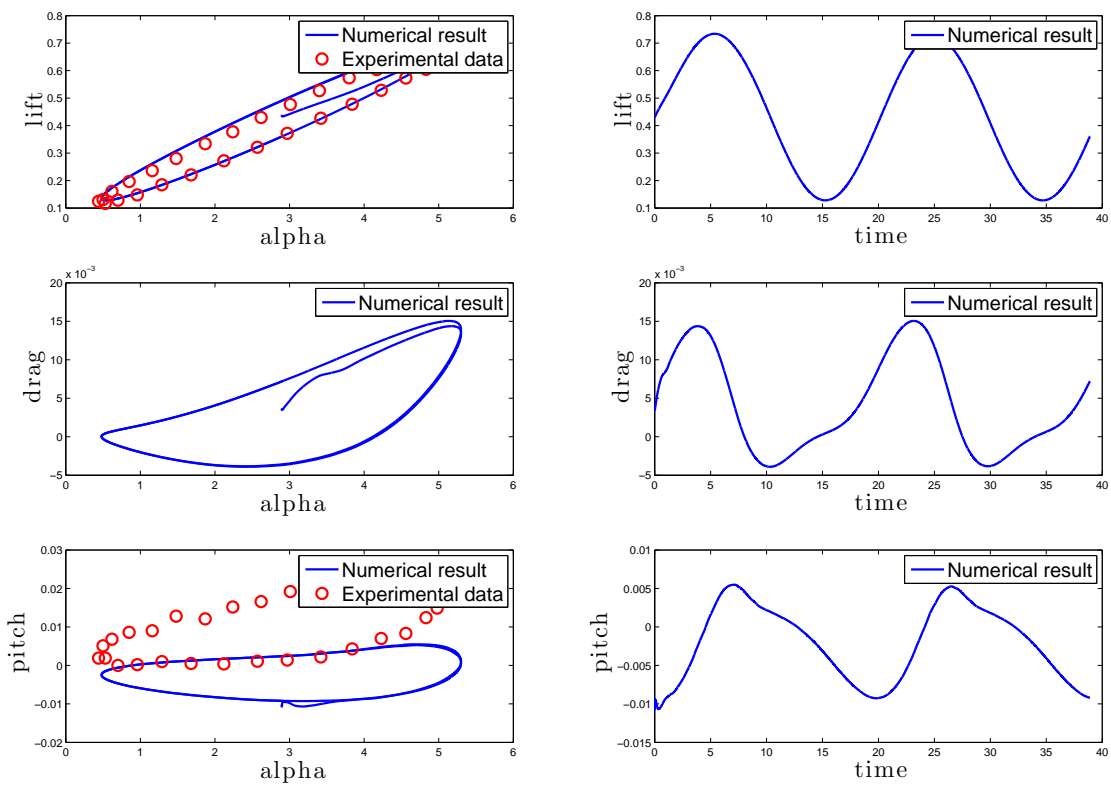 0.8
0.7
0.6
0.5
0.4
0.3
0.2
0.1
lift
Numerical result
Experimental data
0 1 2 3 4 5 6
alpha
0.8
0.7
0.6
0.5
0.4
0.3
0.2
0.1
lift
Numerical result
0 5 10 15 20 25 30 35 40
time
x 10⁻³
20
15
10
5
0
−5
drag
Numerical result
0 1 2 3 4 5 6
alpha
x 10⁻³
20
15
10
5
0
−5
drag
Numerical result
0 5 10 15 20 25 30 35 40
time
0.03
0.02
0.01
0
−0.01
−0.02
pitch
Numerical result
Experimental data
0 1 2 3 4 5 6
alpha
0.01
0.005
0
−0.005
−0.01
−0.015
pitch
Numerical result
0 5 10 15 20 25 30 35 40
time